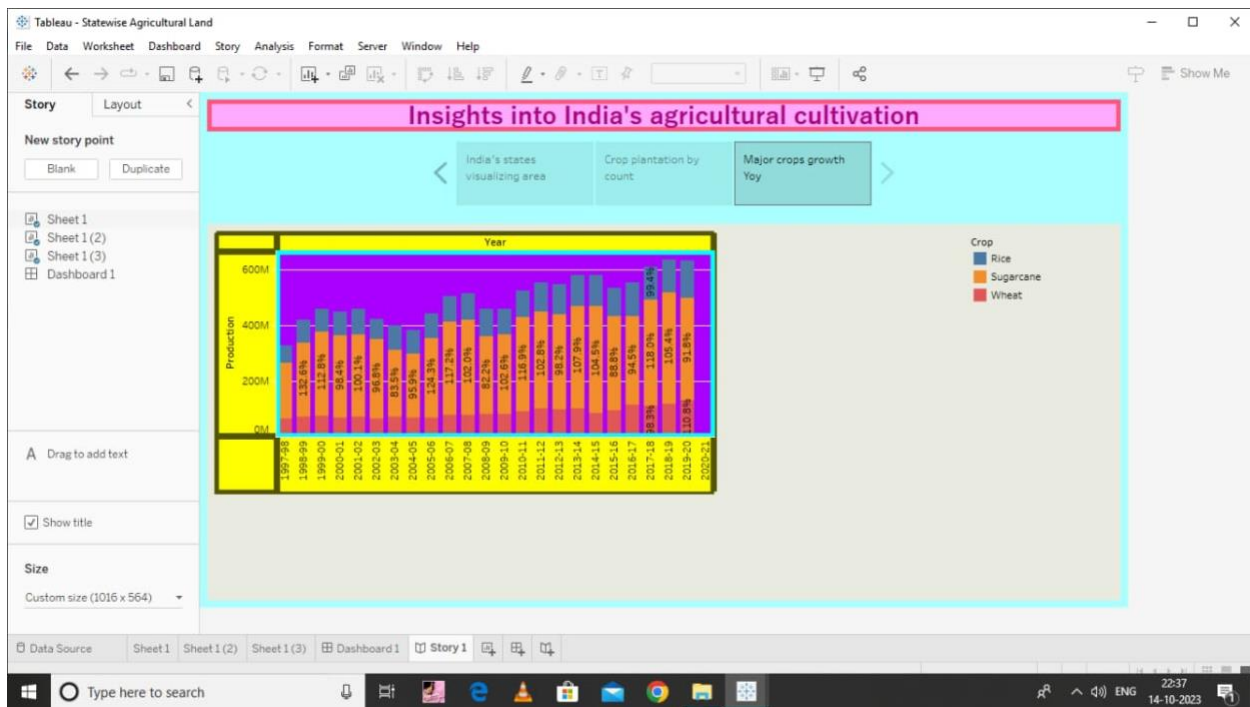 Tableau - Statewise Agricultural Land
File Data Worksheet Dashboard Story Analysis Format Server Window Help
Show Me
Story Layout
New story point
Blank Duplicate
Sheet 1
Sheet 1 (2)
Sheet 1 (3)
Dashboard 1
A Drag to add text
Show title
Size
Custom size (1016 x 564)
Insights into India's agricultural cultivation
India's states
visualizing area
Crop plantation by
count
Major crops growth
Yoy
Year
Production
600M
400M
200M
0M
132.6%
112.8%
98.4%
100.1%
96.8%
83.5%
95.9%
124.3%
117.2%
102.0%
82.2%
102.6%
116.9%
102.8%
98.2%
107.9%
104.5%
88.8%
94.5%
99.4%
118.0%
98.3%
105.4%
91.8%
110.8%
1997-98
1998-99
1999-00
2000-01
2001-02
2002-03
2003-04
2004-05
2005-06
2006-07
2007-08
2008-09
2009-10
2010-11
2011-12
2012-13
2013-14
2014-15
2015-16
2016-17
2017-18
2018-19
2019-20
2020-21
Crop
Rice
Sugarcane
Wheat
Data Source Sheet 1 Sheet 1 (2) Sheet 1 (3) Dashboard 1 Story 1
Type here to search
ENG
22:37
14-10-2023
1